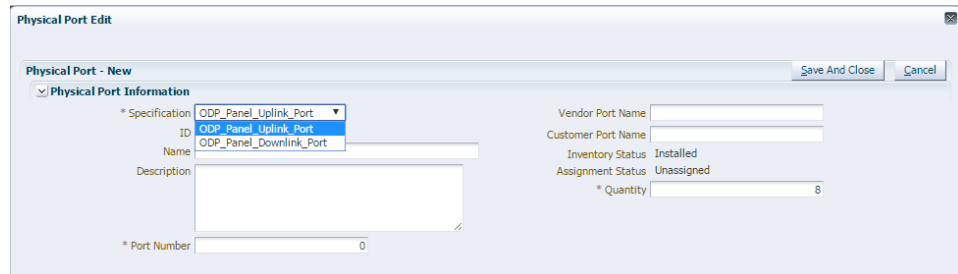 Physical Port Edit
Physical Port - New
Save And Close
Cancel
Physical Port Information
* Specification ODP_Panel_Uplink_Port
ODP_Panel_Uplink_Port
ODP_Panel_Downlink_Port
ID
Name
Description
* Port Number 0
Vendor Port Name
Customer Port Name
Inventory Status Installed
Assignment Status Unassigned
* Quantity 8